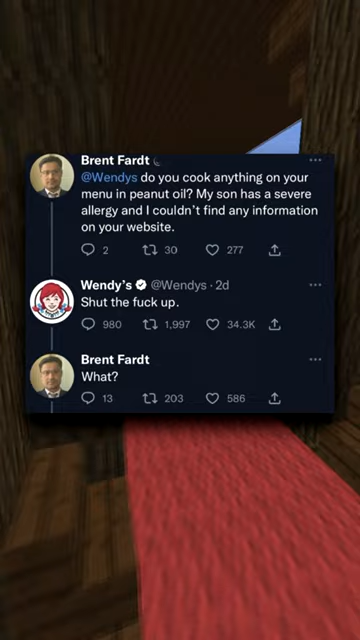 Brent Fardt
@Wendys do you cook anything on your
menu in peanut oil? My son has a severe
allergy and I couldn't find any information
on your website.
2 30 277
Wendy's @Wendys · 2d
Shut the fuck up.
980 1,997 34.3K
Brent Fardt
What?
13 203 586